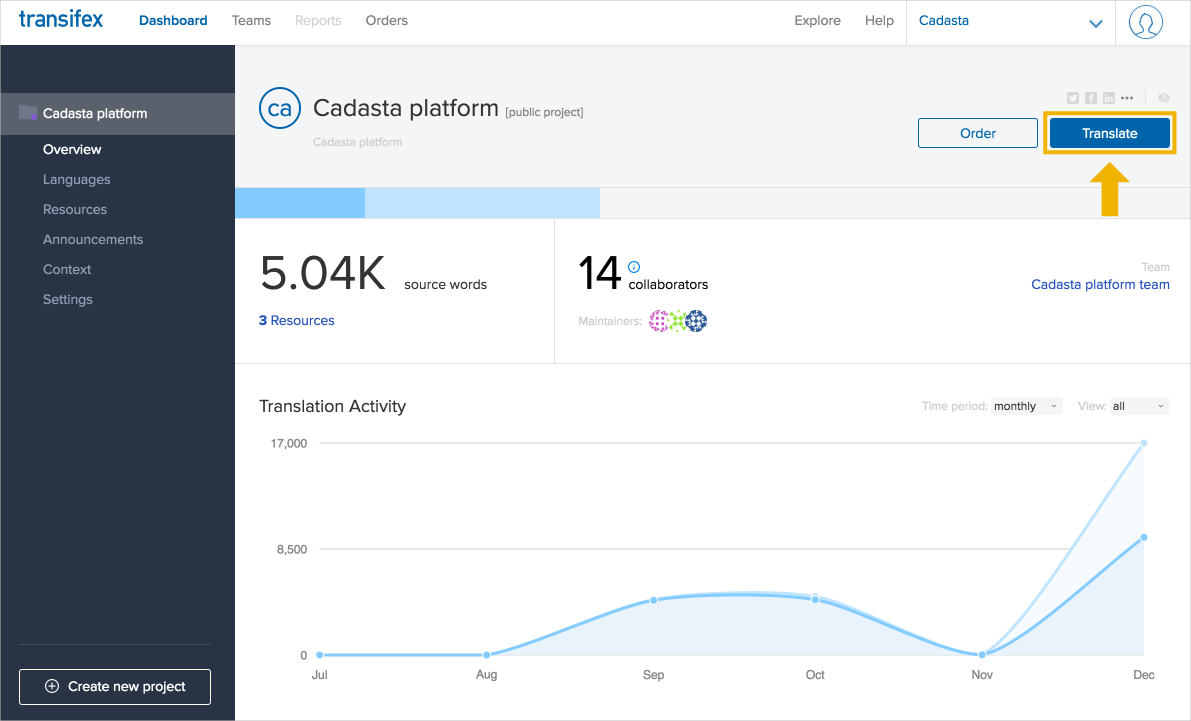 transifex Dashboard Teams Reports Orders Explore Help Cadasta
Cadasta platform
Overview
Languages
Resources
Announcements
Context
Settings
Create new project
ca Cadasta platform [public project]
Cadasta platform
Order Translate
5.04K source words
3 Resources
14 collaborators
Maintainers:
Team
Cadasta platform team
Translation Activity Time period: monthly View: all
17,000
8,500
0
Jul Aug Sep Oct Nov Dec